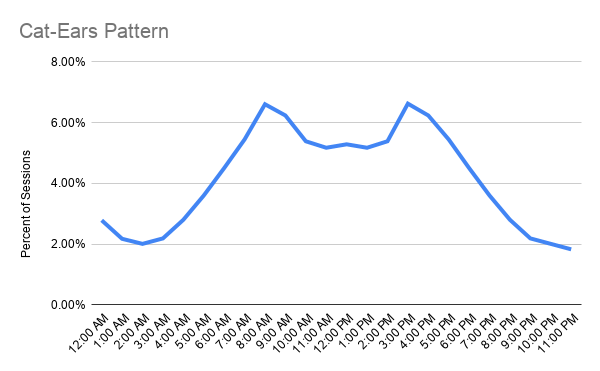 Cat-Ears Pattern
8.00%
6.00%
4.00%
2.00%
0.00%
Percent of Sessions
12:00 AM
1:00 AM
2:00 AM
3:00 AM
4:00 AM
5:00 AM
6:00 AM
7:00 AM
8:00 AM
9:00 AM
10:00 AM
11:00 AM
12:00 PM
1:00 PM
2:00 PM
3:00 PM
4:00 PM
5:00 PM
6:00 PM
7:00 PM
8:00 PM
9:00 PM
10:00 PM
11:00 PM